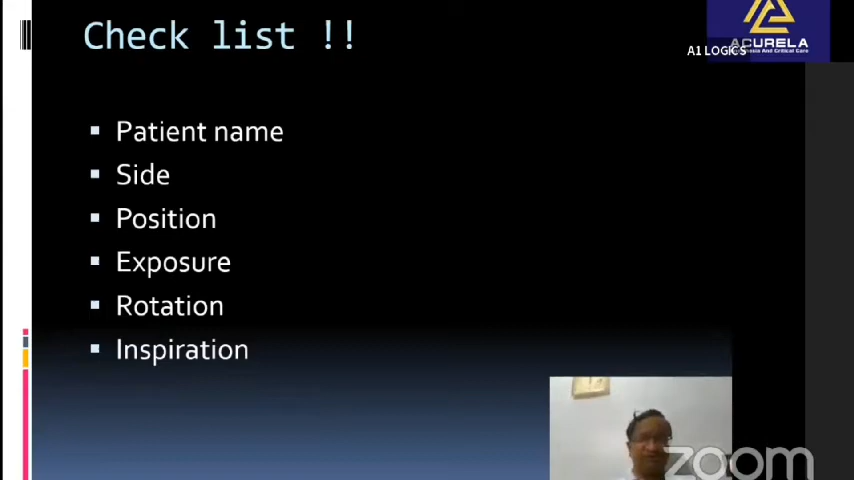 Check list !!
ACURELA
A1 LOGICS
Patient name
Side
Position
Exposure
Rotation
Inspiration
zoom